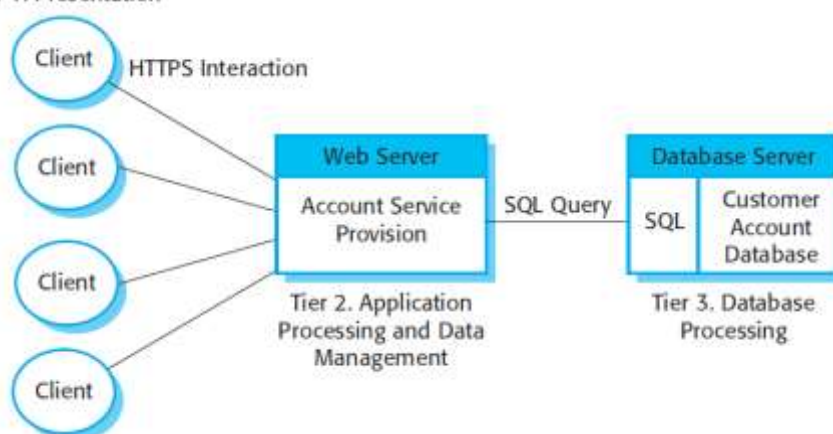 Client
HTTPS Interaction
Client
Client
Client
Web Server
Account Service
Provision
SQL Query
Database Server
SQL
Customer
Account
Database
Tier 2. Application
Processing and Data
Management
Tier 3. Database
Processing